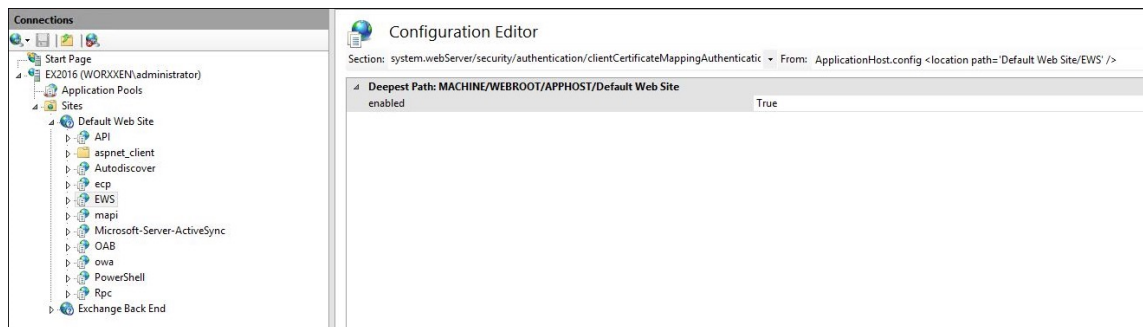 Connections
Start Page
EX2016 (WORXXEN\administrator)
Application Pools
Sites
Default Web Site
API
aspnet_client
Autodiscover
ecp
EWS
mapi
Microsoft-Server-ActiveSync
OAB
owa
PowerShell
Rpc
Exchange Back End
Configuration Editor
Section: system.webServer/security/authentication/clientCertificateMappingAuthenticatic From: ApplicationHost.config <location path='Default Web Site/EWS' />
Deepest Path: MACHINE/WEBROOT/APPHOST/Default Web Site
enabled True